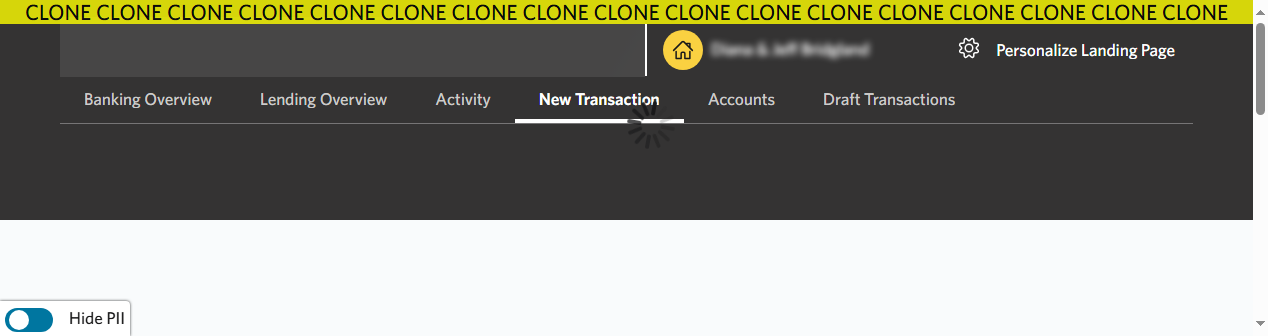 CLONE CLONE CLONE CLONE CLONE CLONE CLONE CLONE CLONE CLONE CLONE CLONE CLONE CLONE CLONE CLONE CLONE
Personalize Landing Page
Banking Overview Lending Overview Activity New Transaction Accounts Draft Transactions
Hide PII